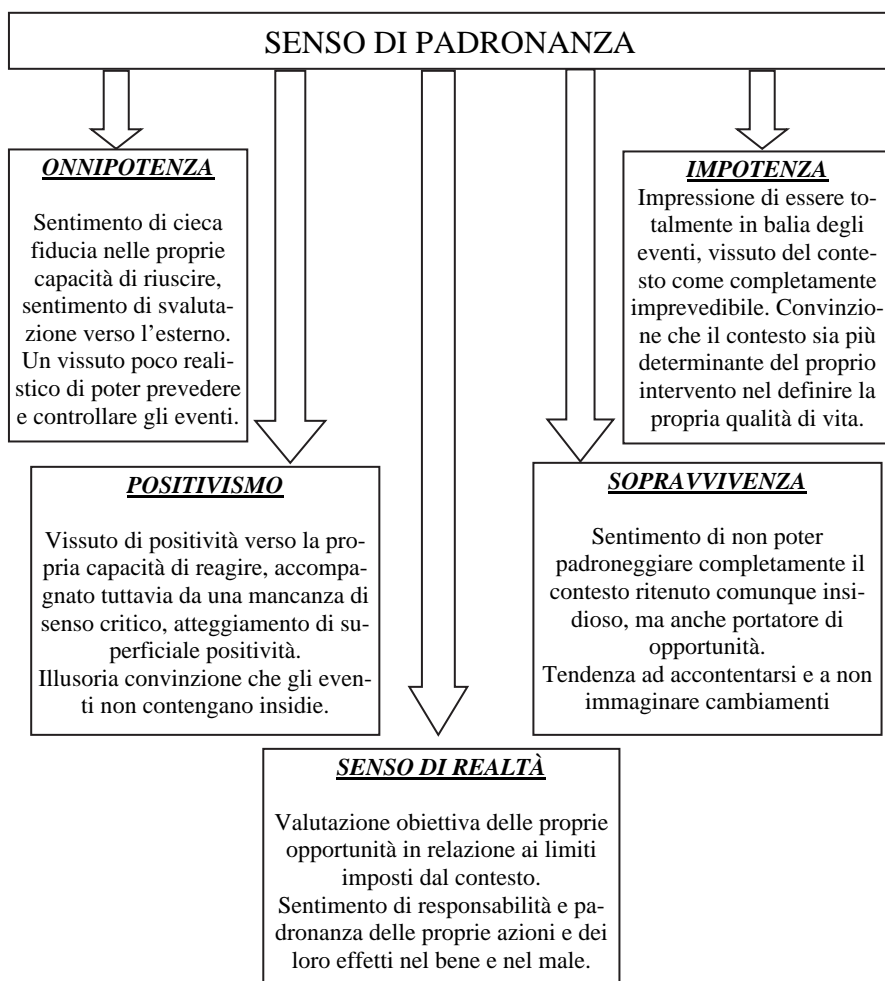 SENSO DI PADRONANZA
ONNIPOTENZA
Sentimento di cieca
fiducia nelle proprie
capacità di riuscire,
sentimento di svaluta-
zione verso l’esterno.
Un vissuto poco reali-
stico di poter prevedere
e controllare gli eventi.
IMPOTENZA
Impressione di essere to-
talmente in balia degli
eventi, vissuto del conte-
sto come completamente
imprevedibile. Convinzio-
ne che il contesto sia più
determinante del proprio
intervento nel definire la
propria qualità di vita.
POSITIVISMO
Vissuto di positività verso la pro-
pria capacità di reagire, accompa-
gnato tuttavia da una mancanza di
senso critico, atteggiamento di su-
perficiale positività.
Illusoria convinzione che gli even-
ti non contengano insidie.
SOPRAVVIVENZA
Sentimento di non poter
padroneggiare completamente il
contesto ritenuto comunque insi-
dioso, ma anche portatore di
opportunità.
Tendenza ad accontentarsi e a non
immaginare cambiamenti
SENSO DI REALTÀ
Valutazione obiettiva delle proprie
opportunità in relazione ai limiti
imposti dal contesto.
Sentimento di responsabilità e pa-
dronanza delle proprie azioni e dei
loro effetti nel bene e nel male.